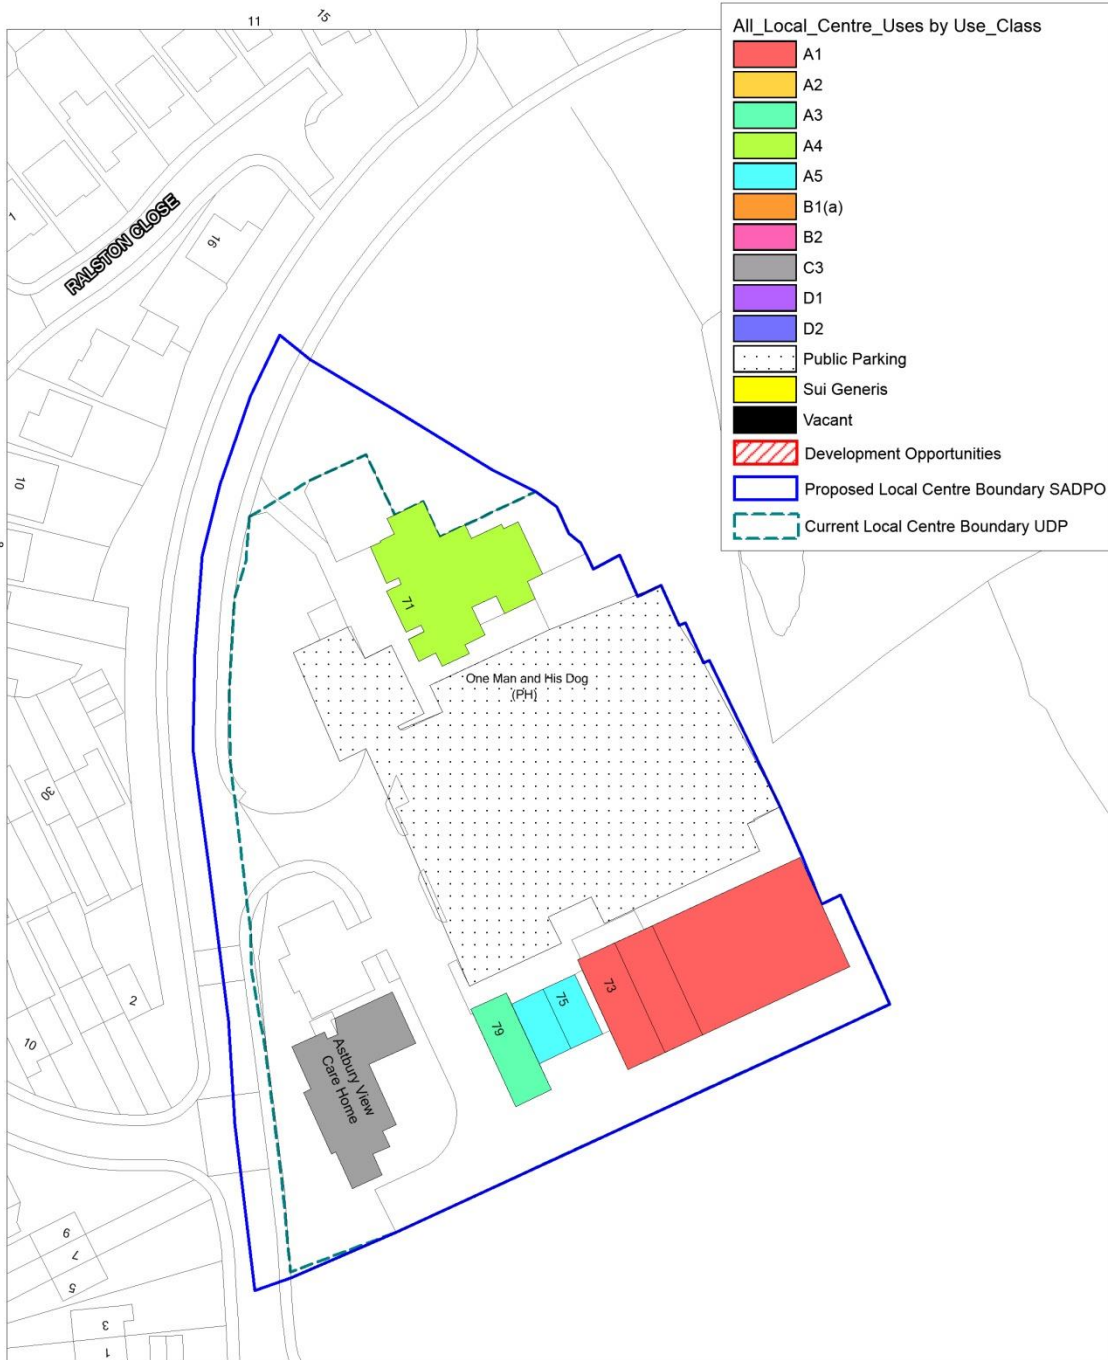 11
15
All_Local_Centre_Uses by Use_Class
A1
A2
A3
A4
A5
B1(a)
B2
C3
D1
D2
Public Parking
Sui Generis
Vacant
Development Opportunities
Proposed Local Centre Boundary SADPO
Current Local Centre Boundary UDP
1
RALSTON CLOSE
16
10
71
One Man and His Dog
(PH)
30
2
10
73
75
79
Astbury View
Care Home
9
7
5
3
1